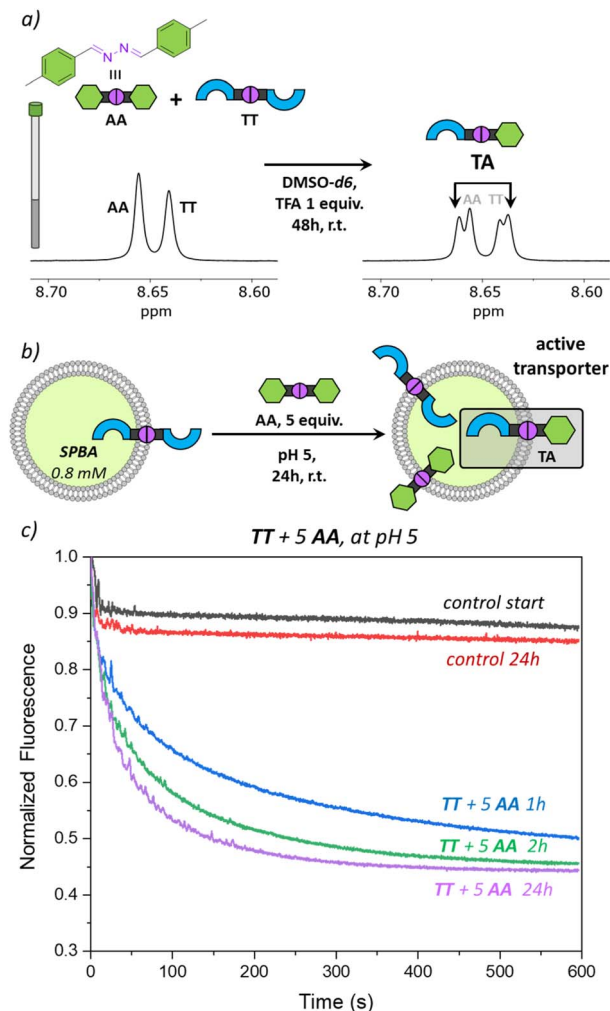 a)
N
N
III
AA
+
TT
TA
DMSO-d6,
TFA 1 equiv.
48h, r.t.
AA
TT
AA TT
8.70 8.65 8.60
ppm
8.70 8.65 8.60
ppm
b)
active
transporter
AA, 5 equiv.
SPBA
0.8 mM
pH 5,
24h, r.t.
TA
c)
TT + 5 AA, at pH 5
1.0
control start
0.9
control 24h
0.8
0.7
Normalized Fluorescence
0.6
TT + 5 AA 1h
0.5
TT + 5 AA 2h
TT + 5 AA 24h
0.4
0.3
0 100 200 300 400 500 600
Time (s)